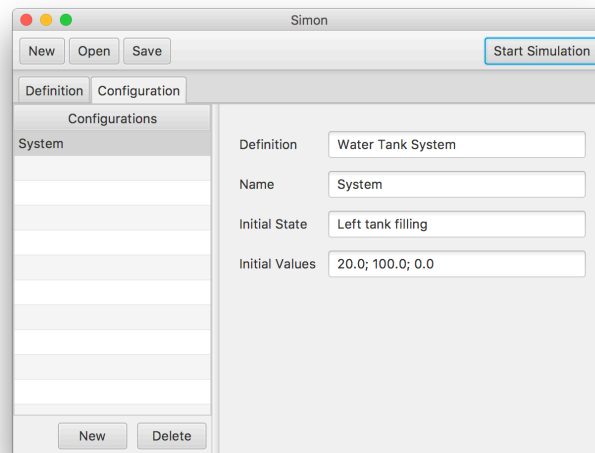 Simon
New Open Save Start Simulation
Definition Configuration
Configurations
System
Definition Water Tank System
Name System
Initial State Left tank filling
Initial Values 20.0; 100.0; 0.0
New Delete